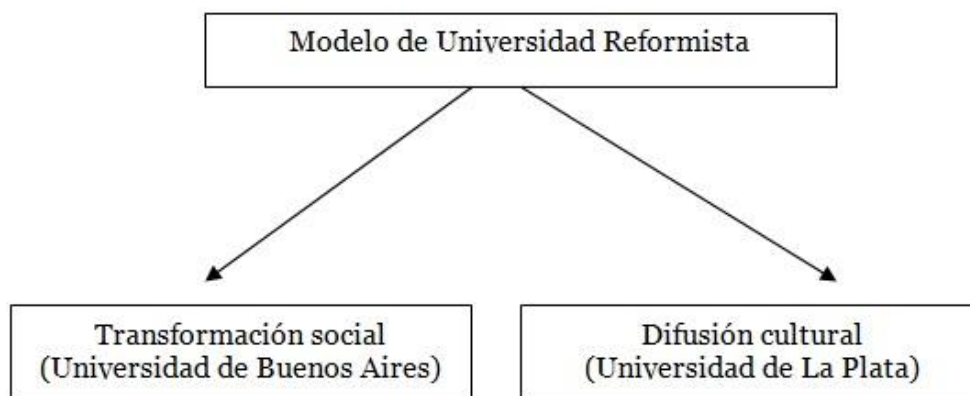 Modelo de Universidad Reformista
Transformación social
(Universidad de Buenos Aires)
Difusión cultural
(Universidad de La Plata)